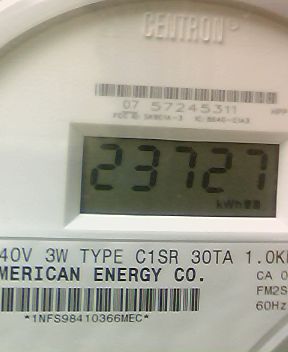 CENTRON
07 57245311
23727
kWh
40V 3W TYPE C1SR 30TA 1.0K
MERICAN ENERGY CO.
CA 0
FM2S
60Hz
*1NFS98410366MEC*